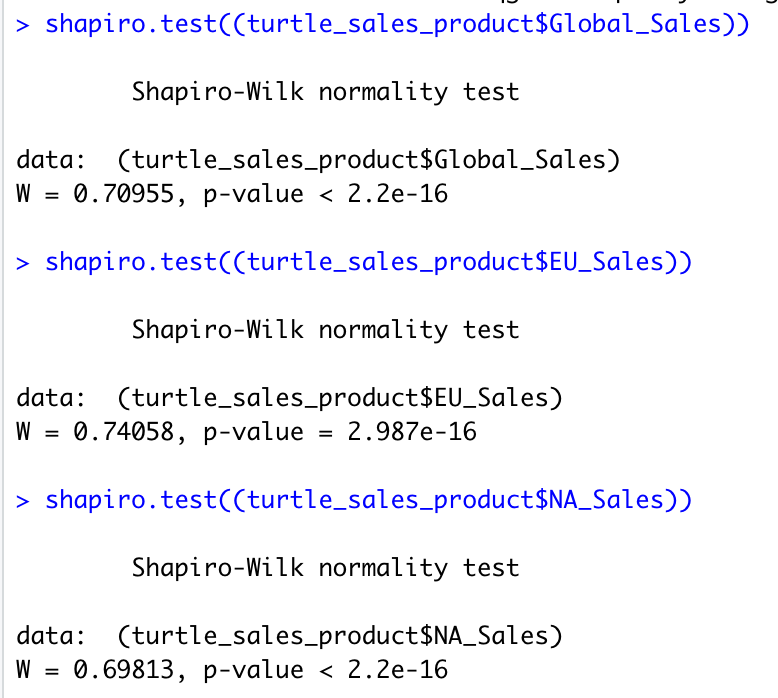 > shapiro.test((turtle_sales_product$Global_Sales))
Shapiro-Wilk normality test
data:  (turtle_sales_product$Global_Sales)
W = 0.70955, p-value < 2.2e-16
> shapiro.test((turtle_sales_product$EU_Sales))
Shapiro-Wilk normality test
data:  (turtle_sales_product$EU_Sales)
W = 0.74058, p-value = 2.987e-16
> shapiro.test((turtle_sales_product$NA_Sales))
Shapiro-Wilk normality test
data:  (turtle_sales_product$NA_Sales)
W = 0.69813, p-value < 2.2e-16